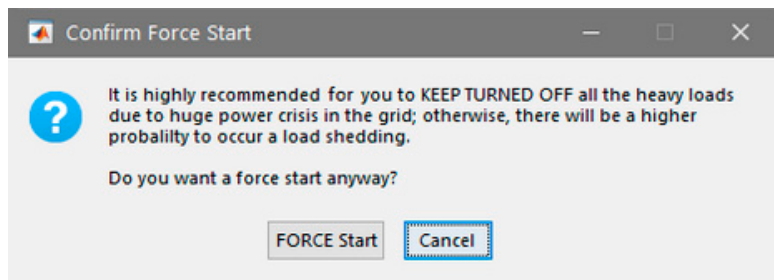 Confirm Force Start
It is highly recommended for you to KEEP TURNED OFF all the heavy loads
due to huge power crisis in the grid; otherwise, there will be a higher
probalilty to occur a load shedding.
Do you want a force start anyway?
FORCE Start
Cancel